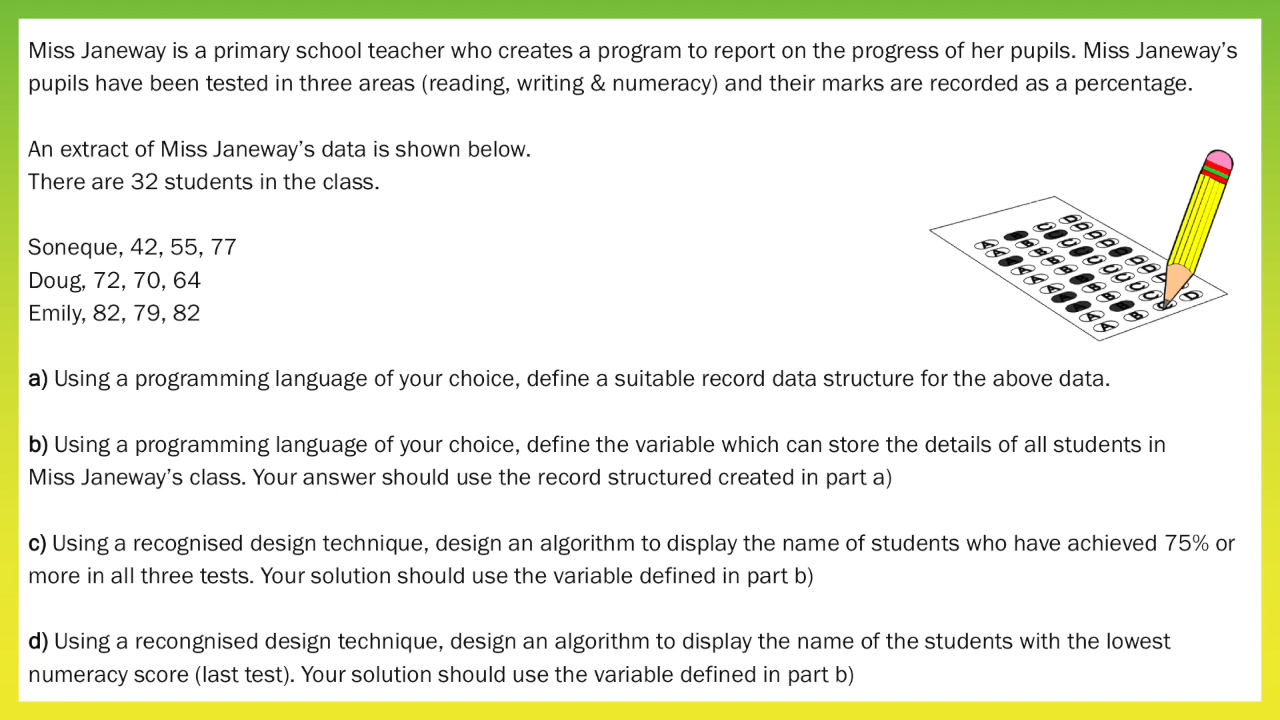 Miss Janeway is a primary school teacher who creates a program to report on the progress of her pupils. Miss Janeway’s
pupils have been tested in three areas (reading, writing & numeracy) and their marks are recorded as a percentage.
An extract of Miss Janeway’s data is shown below.
There are 32 students in the class.
Soneque, 42, 55, 77
Doug, 72, 70, 64
Emily, 82, 79, 82
a) Using a programming language of your choice, define a suitable record data structure for the above data.
b) Using a programming language of your choice, define the variable which can store the details of all students in
Miss Janeway’s class. Your answer should use the record structured created in part a)
c) Using a recognised design technique, design an algorithm to display the name of students who have achieved 75% or
more in all three tests. Your solution should use the variable defined in part b)
d) Using a recongnised design technique, design an algorithm to display the name of the students with the lowest
numeracy score (last test). Your solution should use the variable defined in part b)